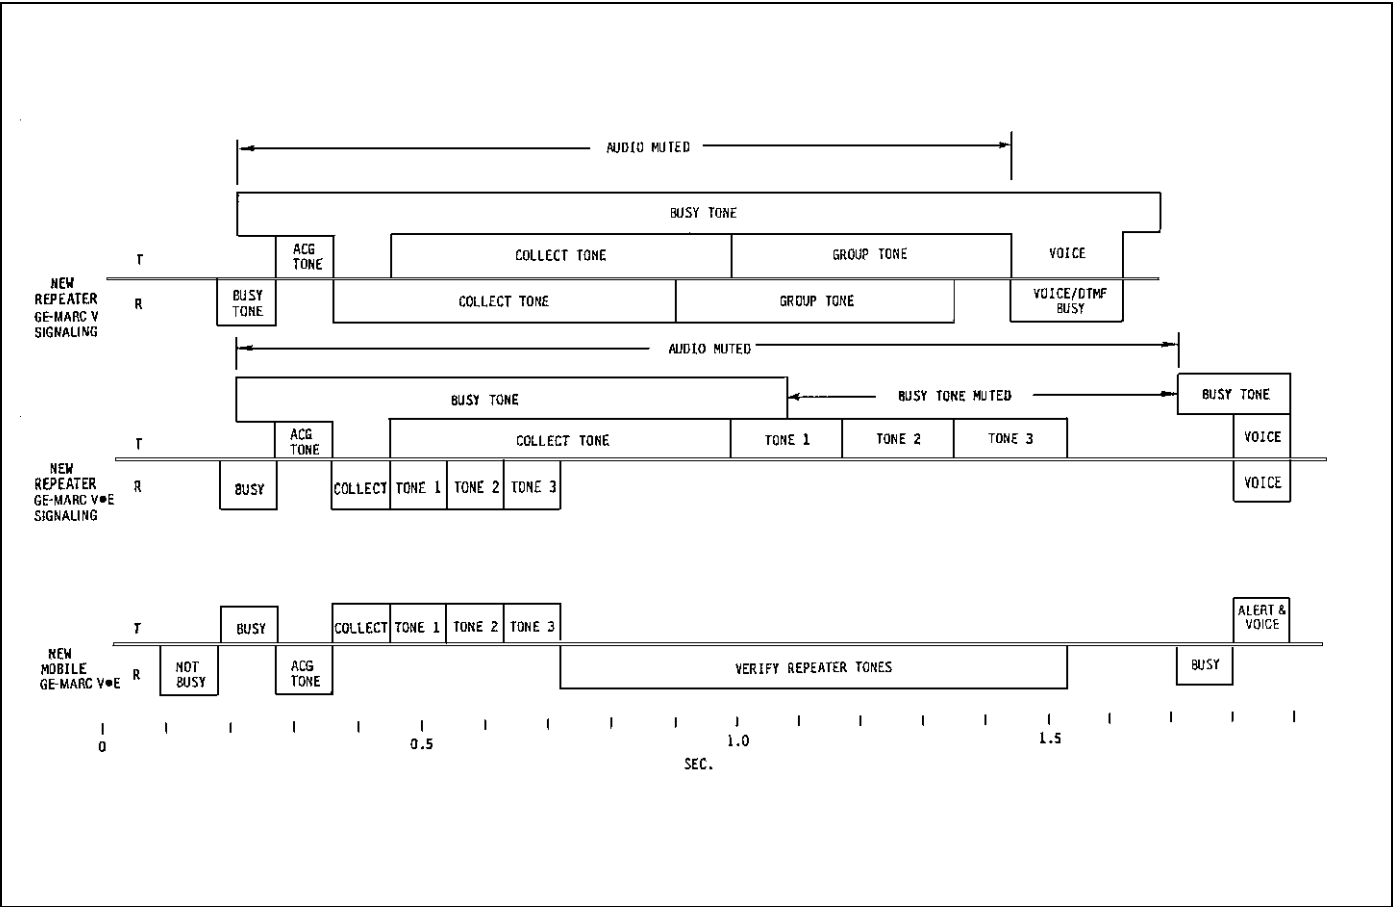 AUDIO MUTED
BUSY TONE
T
ACG
TONE
COLLECT TONE
GROUP TONE
VOICE
NEW
REPEATER
GE-MARC V
SIGNALING
R
BUSY
TONE
COLLECT TONE
GROUP TONE
VOICE/DTMF
BUSY
AUDIO MUTED
BUSY TONE
BUSY TONE MUTED
BUSY TONE
T
ACG
TONE
COLLECT TONE
TONE 1
TONE 2
TONE 3
VOICE
NEW
REPEATER
GE-MARC V●E
SIGNALING
R
BUSY
COLLECT
TONE 1
TONE 2
TONE 3
VOICE
T
BUSY
COLLECT
TONE 1
TONE 2
TONE 3
ALERT &
VOICE
NEW
MOBILE
GE-MARC V●E
R
NOT
BUSY
ACG
TONE
VERIFY REPEATER TONES
BUSY
0
0.5
1.0
1.5
SEC.